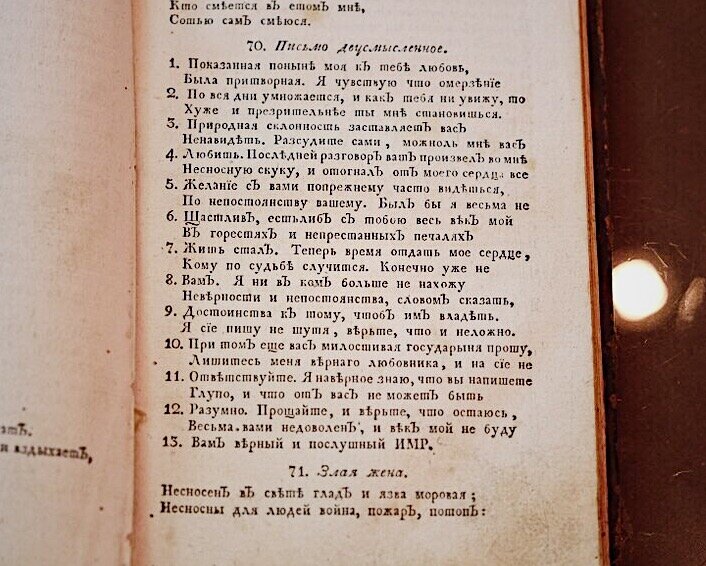 Кто смѣется въ етомъ мнѣ,
Сотью самъ смѣюся.
70. Письмо двусмысленное.
1. Показанная понынѣ моя къ тебѣ любовь,
Была притворная. Я чувствую что омерзѣнїе
2. По вся дни умножается, и какъ тебя ни увижу, то
Хуже и презрительнѣе ты мнѣ становишься.
3. Природная склонность заставляетъ васъ
Ненавидѣть. Разсудите сами, можноль мнѣ васъ
4. Любить. Послѣдней разговоръ вашъ произвелъ во мнѣ
Несносную скуку, и отогналъ отъ моего сердца все
5. Желанїе съ вами попрежнему часто видѣться,
По непостоянству вашему. Былъ бы я весьма не
6. Щастливъ, естьлибъ съ тобою весь вѣкъ мой
Въ горестяхъ и непрестанныхъ печаляхъ
7. Жить сталъ. Теперь время отдать мое сердце,
Кому по судьбѣ случится. Конечно уже не
8. Вамъ. Я ни въ комъ больше не нахожу
Невѣрности и непостоянства, словомъ сказать,
9. Достоинства къ тому, чтобъ имъ владѣть.
Я сїе пишу не шутя, вѣрьте, что и неложно.
10. При томъ еще васъ милостивая государыня прошу,
Лишитесь меня вѣрнаго любовника, и на сїе не
11. Отвѣтствуйте. Я навѣрное знаю, что вы напишете
Глупо, и что отъ васъ не можетъ быть
12. Разумно. Прощайте, и вѣрьте, что остаюсь,
Весьма вами недоволенъ, и вѣкъ мой не буду
13. Вамъ вѣрный и послушный ИМР.
71. Злая жена.
Несносенъ въ свѣтѣ гладъ и язва моровая;
Несносны для людей война, пожаръ, потопъ:
и вздыхаетъ,